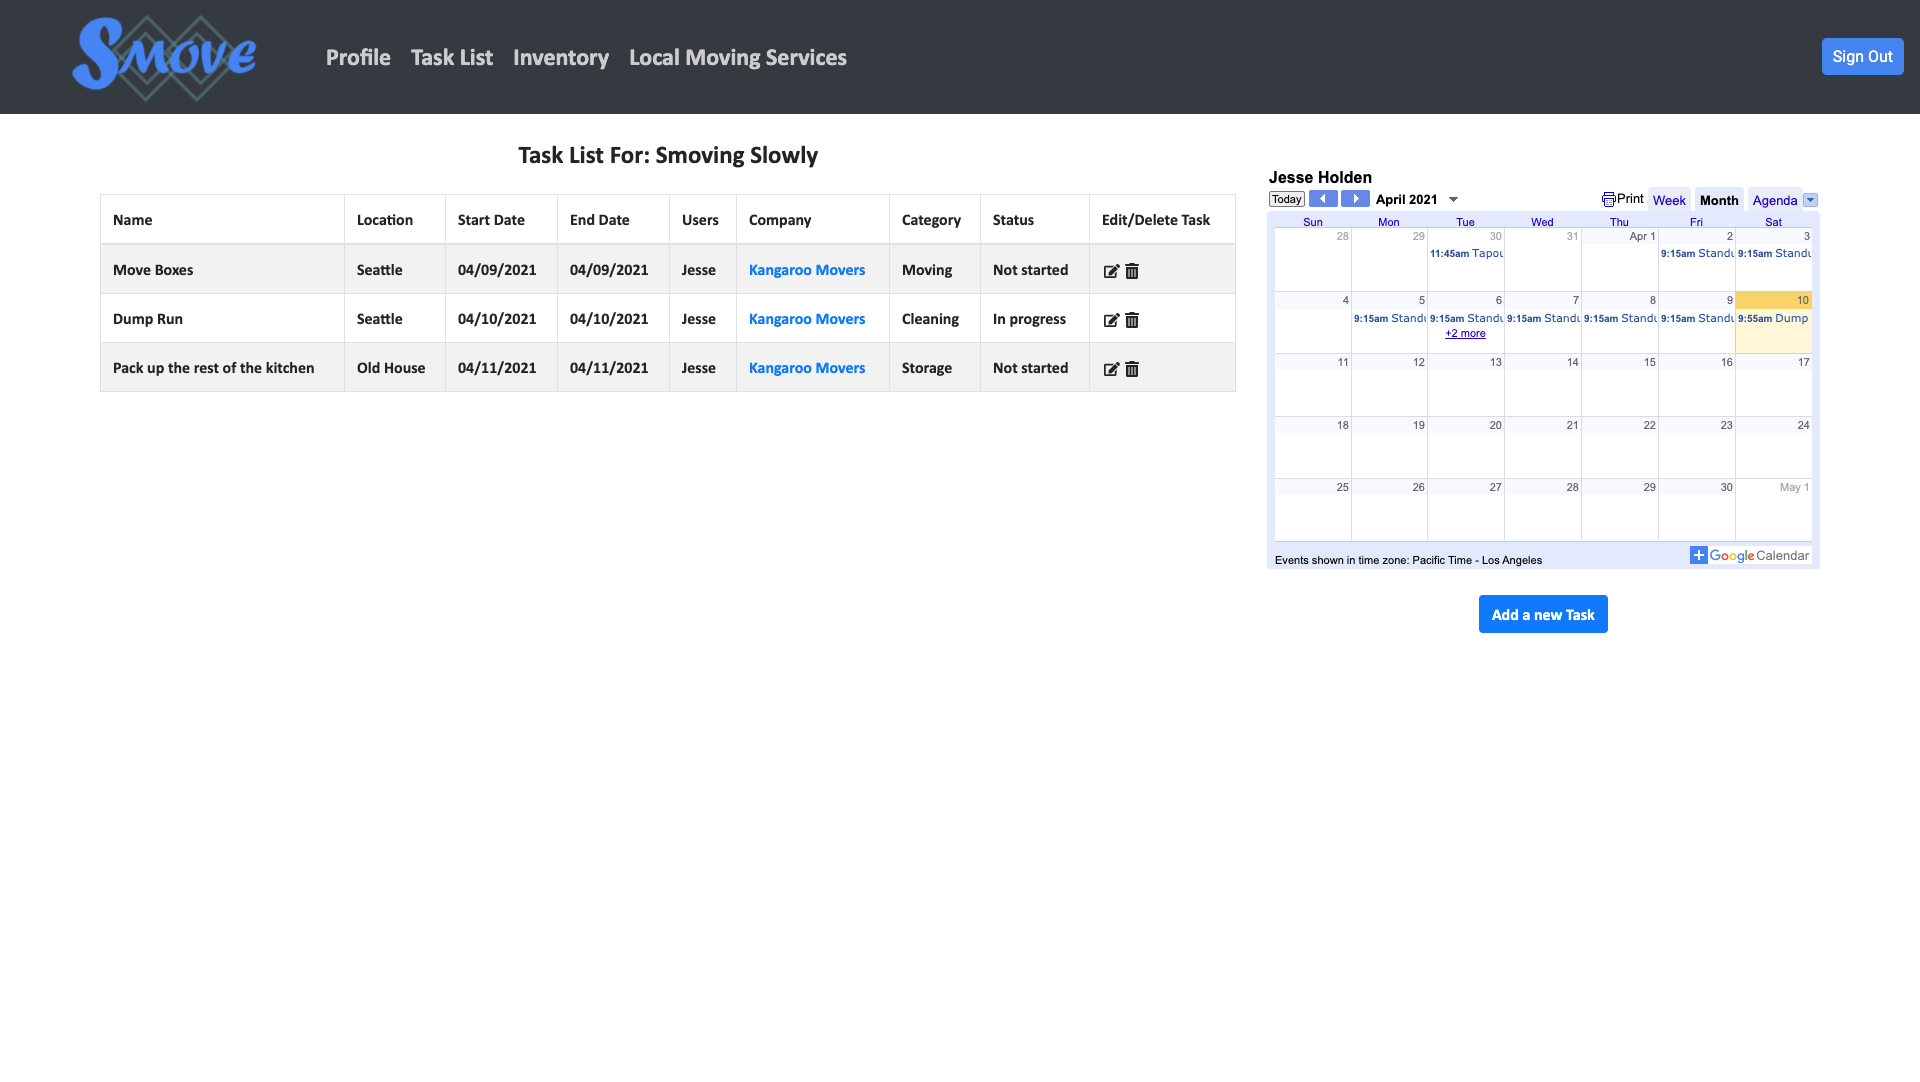 Smove
Profile Task List Inventory Local Moving Services
Sign Out
Task List For: Smoving Slowly
Name Location Start Date End Date Users Company Category Status Edit/Delete Task
Move Boxes Seattle 04/09/2021 04/09/2021 Jesse Kangaroo Movers Moving Not started
Dump Run Seattle 04/10/2021 04/10/2021 Jesse Kangaroo Movers Cleaning In progress
Pack up the rest of the kitchen Old House 04/11/2021 04/11/2021 Jesse Kangaroo Movers Storage Not started
Jesse Holden
Today April 2021 Print Week Month Agenda
Sun Mon Tue Wed Thu Fri Sat
28 29 30 31 Apr 1 2 3
11:45am Tapou 9:15am Standu 9:15am Standu
4 5 6 7 8 9 10
9:15am Standu 9:15am Standu 9:15am Standu 9:15am Standu 9:15am Standu 9:55am Dump
+2 more
11 12 13 14 15 16 17
18 19 20 21 22 23 24
25 26 27 28 29 30 May 1
Events shown in time zone: Pacific Time - Los Angeles
Google Calendar
Add a new Task